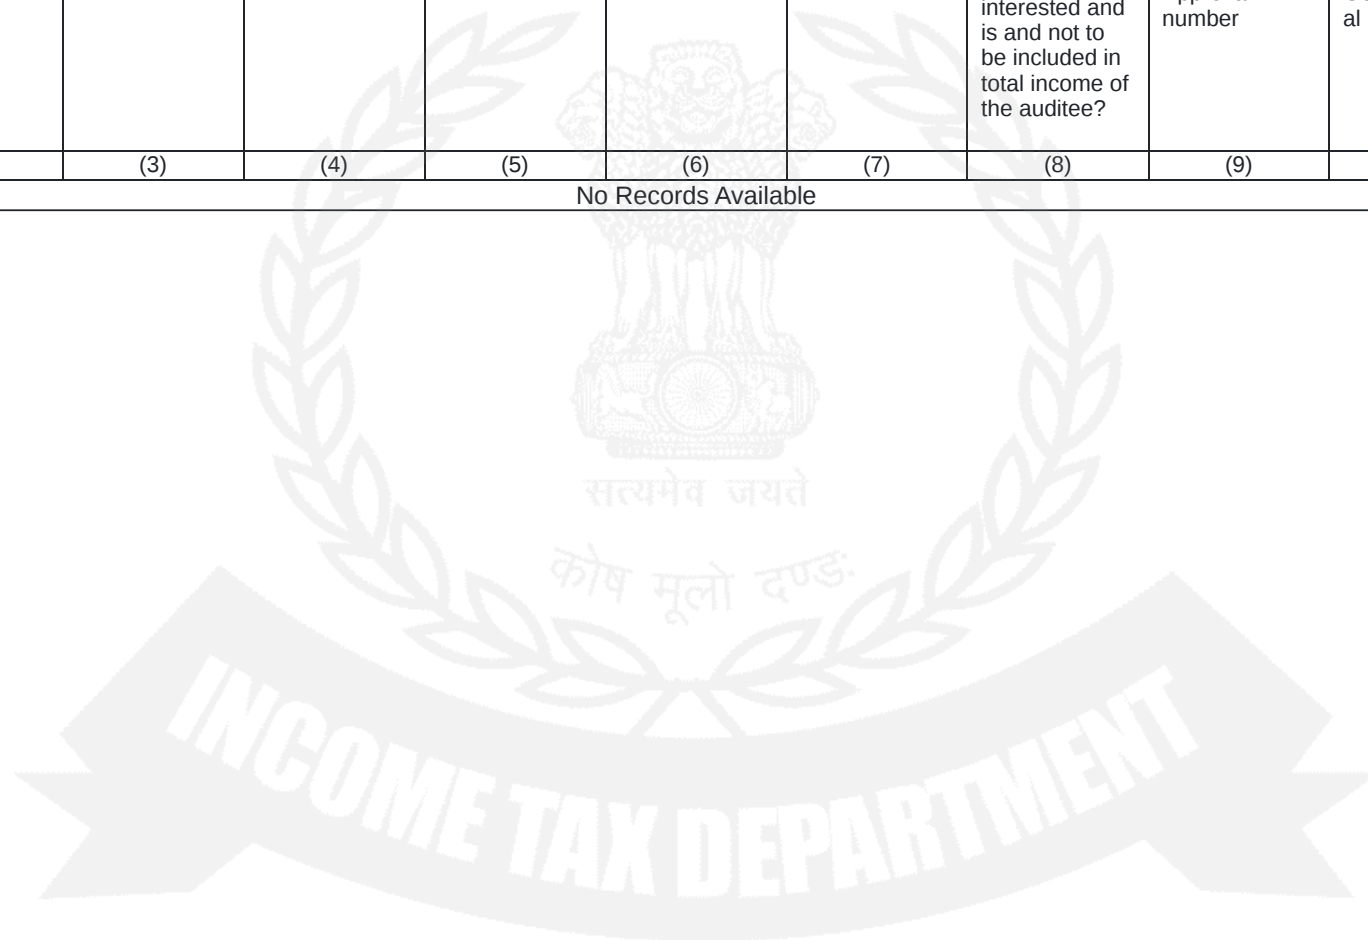 interested and
is and not to
be included in
total income of
the auditee?
number
al
(3) (4) (5) (6) (7) (8) (9)
No Records Available
सत्यमेव जयते
कोष मूलो दण्डः
INCOME TAX DEPARTMENT